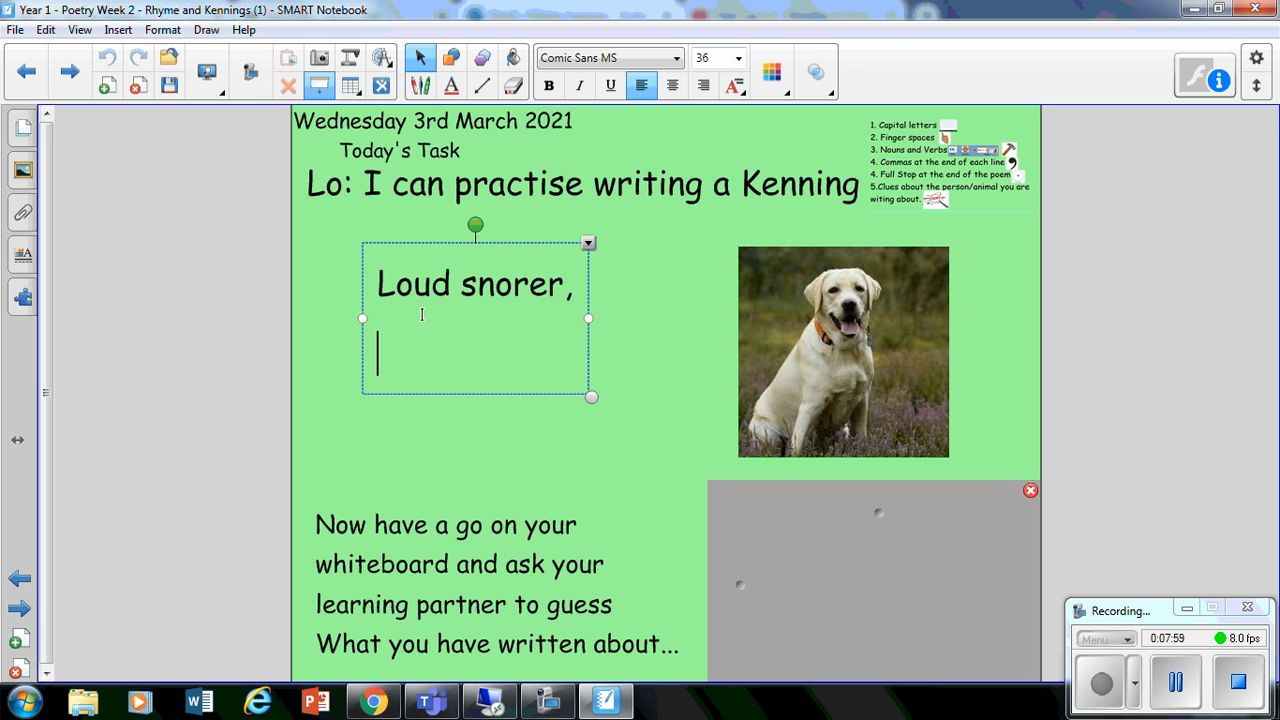 Year 1 - Poetry Week 2 - Rhyme and Kennings (1) - SMART Notebook
File Edit View Insert Format Draw Help
Comic Sans MS 36
B I U
Wednesday 3rd March 2021
Today's Task
Lo: I can practise writing a Kenning
1. Capital letters
2. Finger spaces
3. Nouns and Verbs
4. Commas at the end of each line
4. Full Stop at the end of the poem
5.Clues about the person/animal you are
witing about.
Loud snorer,
Now have a go on your
whiteboard and ask your
learning partner to guess
What you have written about...
Recording...
Menu 0:07:59 8.0 fps